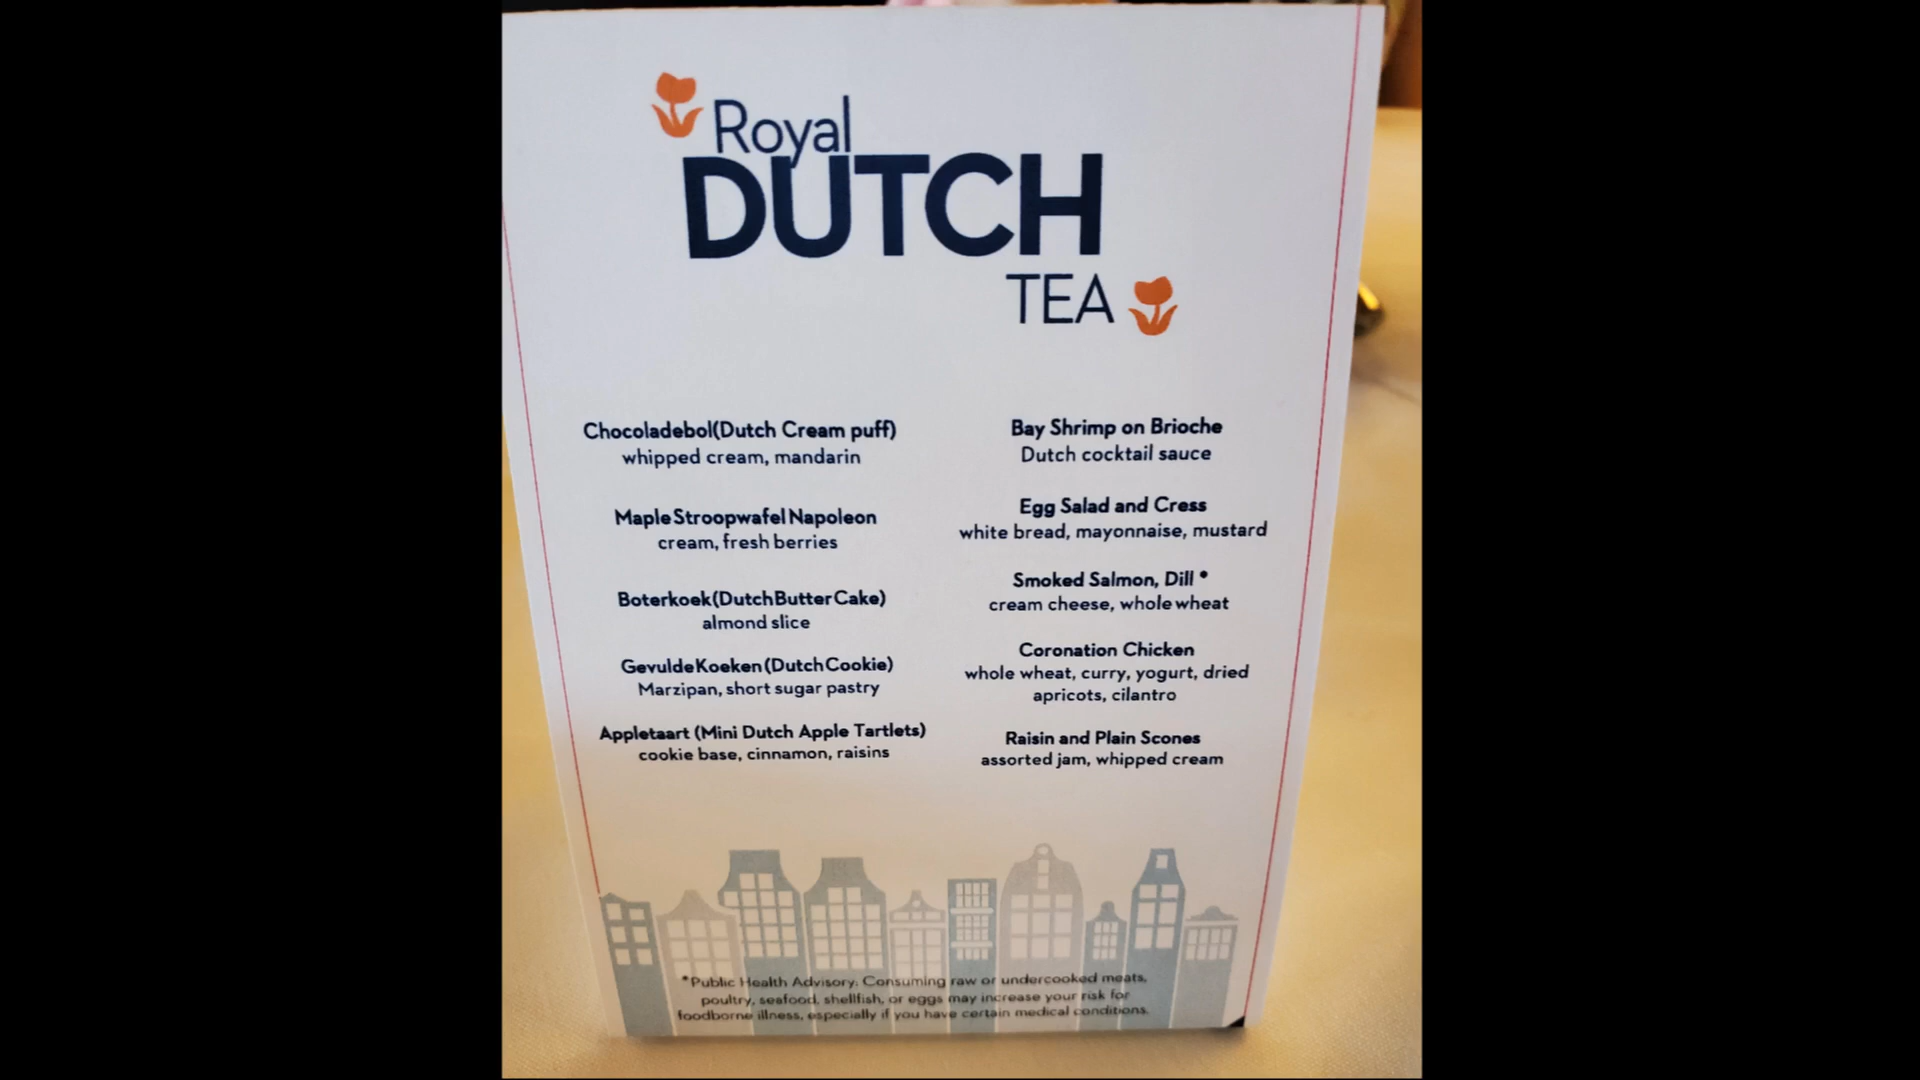 Royal
DUTCH
TEA
Chocoladebol(Dutch Cream puff)
whipped cream, mandarin
Maple Stroopwafel Napoleon
cream, fresh berries
Boterkoek(Dutch Butter Cake)
almond slice
Gevulde Koeken (Dutch Cookie)
Marzipan, short sugar pastry
Appletaart (Mini Dutch Apple Tartlets)
cookie base, cinnamon, raisins
Bay Shrimp on Brioche
Dutch cocktail sauce
Egg Salad and Cress
white bread, mayonnaise, mustard
Smoked Salmon, Dill *
cream cheese, whole wheat
Coronation Chicken
whole wheat, curry, yogurt, dried
apricots, cilantro
Raisin and Plain Scones
assorted jam, whipped cream
*Public Health Advisory: Consuming raw or undercooked meats,
poultry, seafood, shellfish, or eggs may increase your risk for
foodborne illness, especially if you have certain medical conditions.